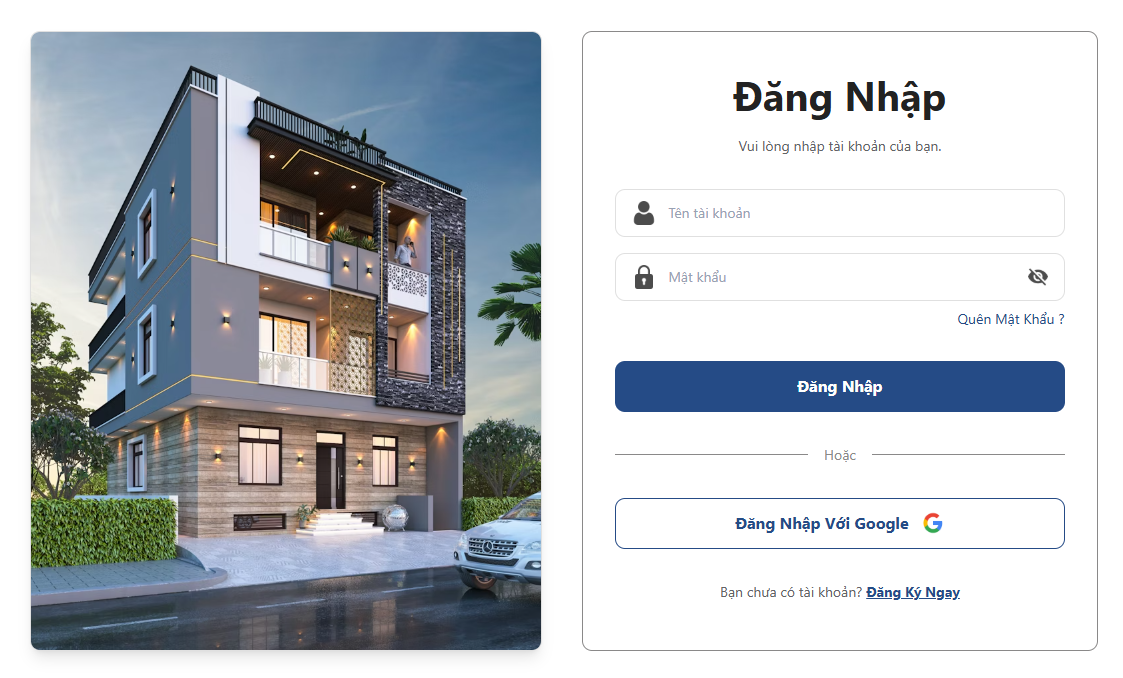 Đăng Nhập
Vui lòng nhập tài khoản của bạn.
Tên tài khoản
Mật khẩu
Quên Mật Khẩu ?
Đăng Nhập
Hoặc
Đăng Nhập Với Google
Bạn chưa có tài khoản? Đăng Ký Ngay